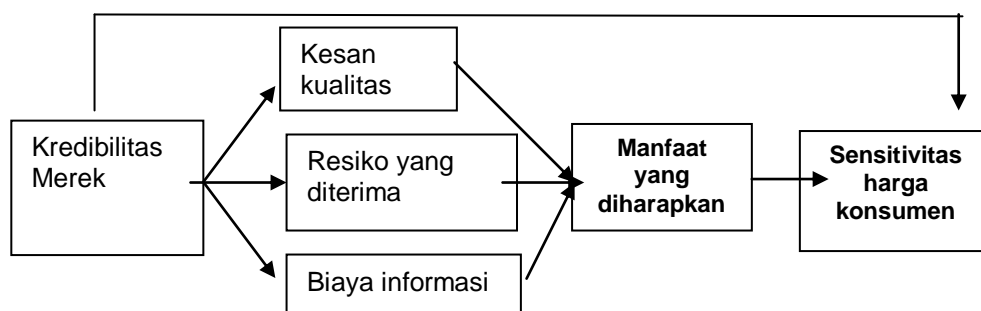 Kredibilitas
Merek
Kesan
kualitas
Resiko yang
diterima
Biaya informasi
Manfaat
yang
diharapkan
Sensitivitas
harga
konsumen